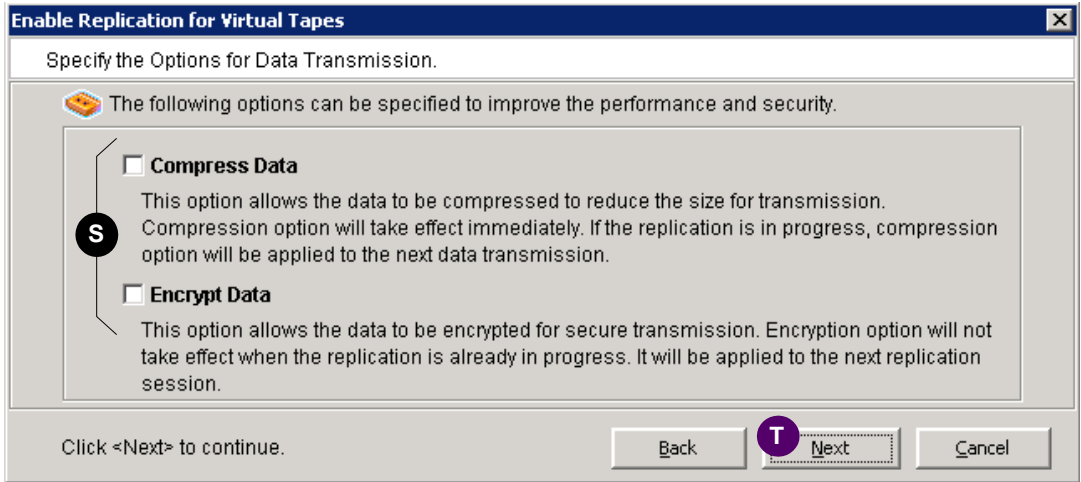 Enable Replication for Virtual Tapes
Specify the Options for Data Transmission.
The following options can be specified to improve the performance and security.
Compress Data
This option allows the data to be compressed to reduce the size for transmission.
Compression option will take effect immediately. If the replication is in progress, compression
option will be applied to the next data transmission.
S
Encrypt Data
This option allows the data to be encrypted for secure transmission. Encryption option will not
take effect when the replication is already in progress. It will be applied to the next replication
session.
Click <Next> to continue.
Back
T
Next
Cancel